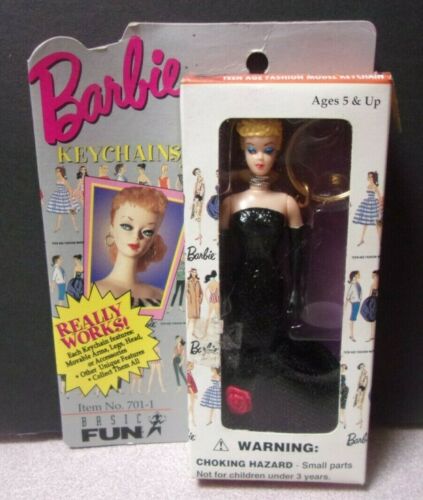 Barbie
KEYCHAINS
REALLY
WORKS!
Each Keychain features:
Movable Arms, Legs, Head,
or Accessories
• Other Unique Features
• Collect Them All
Item No. 701-1
BASIC
FUN
TEEN AGE FASHION MODEL KEYCHAIN
Ages 5 & Up
Barbie
Barbie
Barbie
Barbie
WARNING:
CHOKING HAZARD - Small parts
Not for children under 3 years.